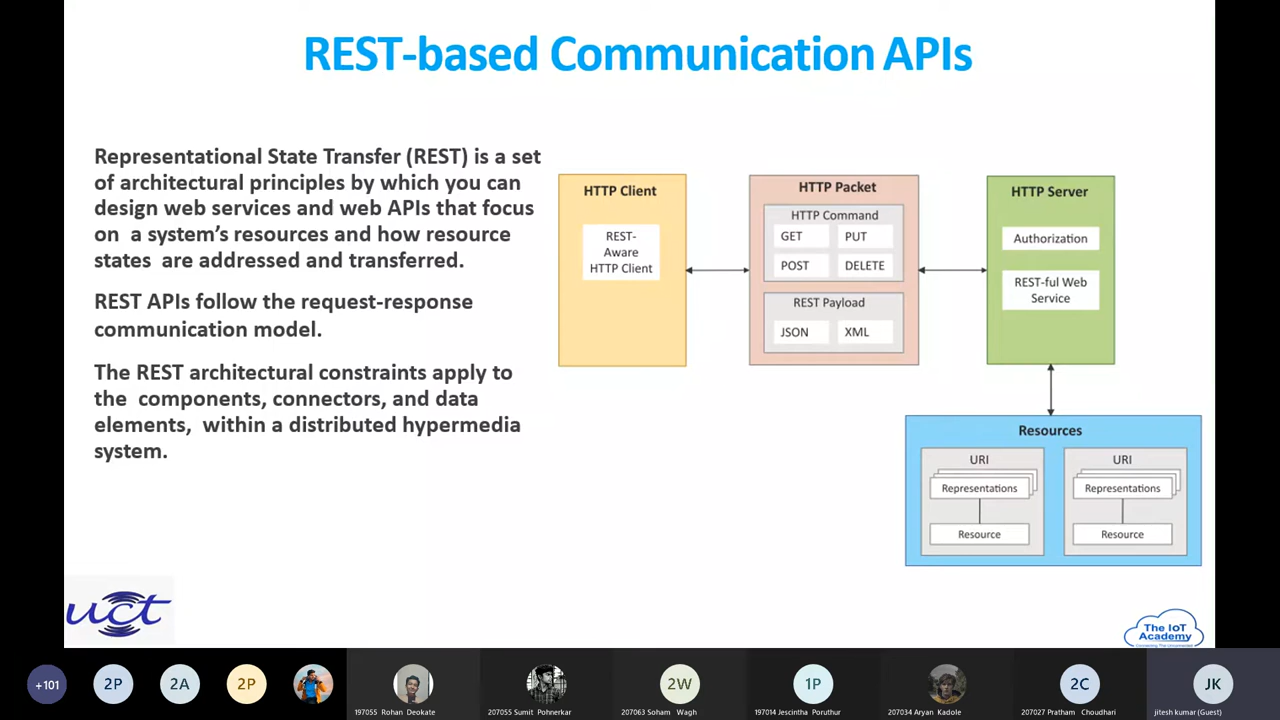 REST-based Communication APIs
Representational State Transfer (REST) is a set
of architectural principles by which you can
design web services and web APIs that focus
on a system's resources and how resource
states are addressed and transferred.
REST APIs follow the request-response
communication model.
The REST architectural constraints apply to
the components, connectors, and data
elements, within a distributed hypermedia
system.
HTTP Client
REST-
Aware
HTTP Client
HTTP Packet
HTTP Command
GET
PUT
POST
DELETE
REST Payload
JSON
XML
HTTP Server
Authorization
REST-ful Web
Service
Resources
URI
Representations
Resource
URI
Representations
Resource
uct
The IoT
Academy
+101
2P
2A
2P
197055 Rohan Deokate
207055 Sumit Pohnerkar
2W
207063 Soham Wagh
1P
197014 Jescintha Poruthur
207034 Aryan Kadole
2C
207027 Pratham Choudhari
JK
jitesh kumar (Guest)